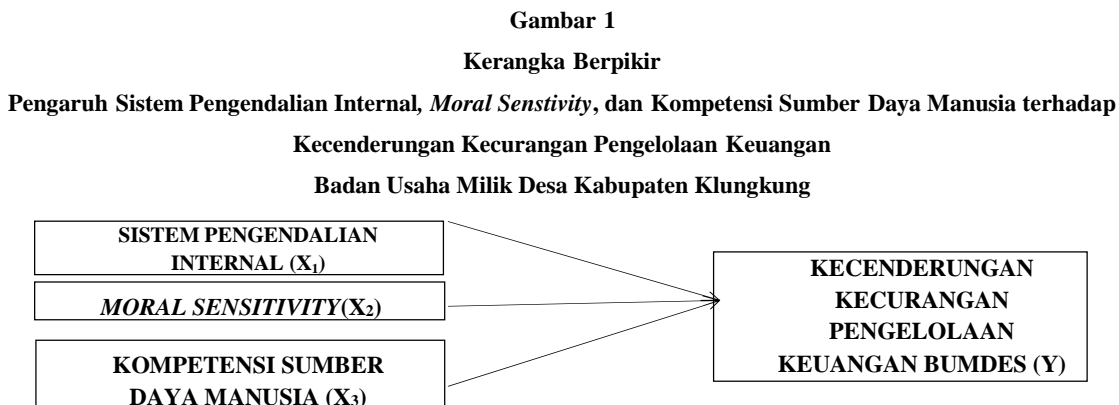 Gambar 1
Kerangka Berpikir
Pengaruh Sistem Pengendalian Internal, Moral Senstivity, dan Kompetensi Sumber Daya Manusia terhadap
Kecenderungan Kecurangan Pengelolaan Keuangan
Badan Usaha Milik Desa Kabupaten Klungkung
SISTEM PENGENDALIAN
INTERNAL (X₁)
MORAL SENSITIVITY(X₂)
KOMPETENSI SUMBER
DAYA MANUSIA (X₃)
KECENDERUNGAN
KECURANGAN
PENGELOLAAN
KEUANGAN BUMDES (Y)